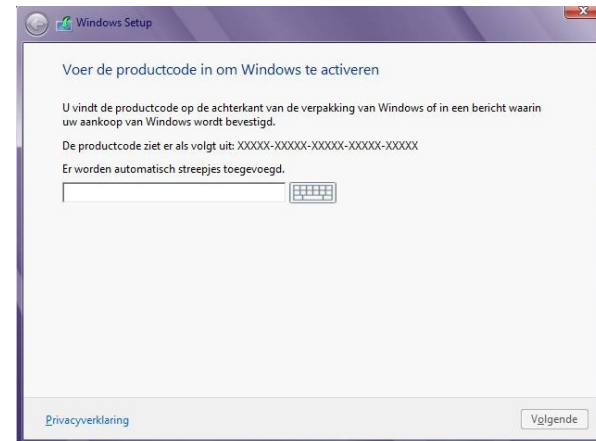 Windows Setup
Voer de productcode in om Windows te activeren
U vindt de productcode op de achterkant van de verpakking van Windows of in een bericht waarin
uw aankoop van Windows wordt bevestigd.
De productcode ziet er als volgt uit: XXXXX-XXXXX-XXXXX-XXXXX-XXXXX
Er worden automatisch streepjes toegevoegd.
Privacyverklaring
Volgende